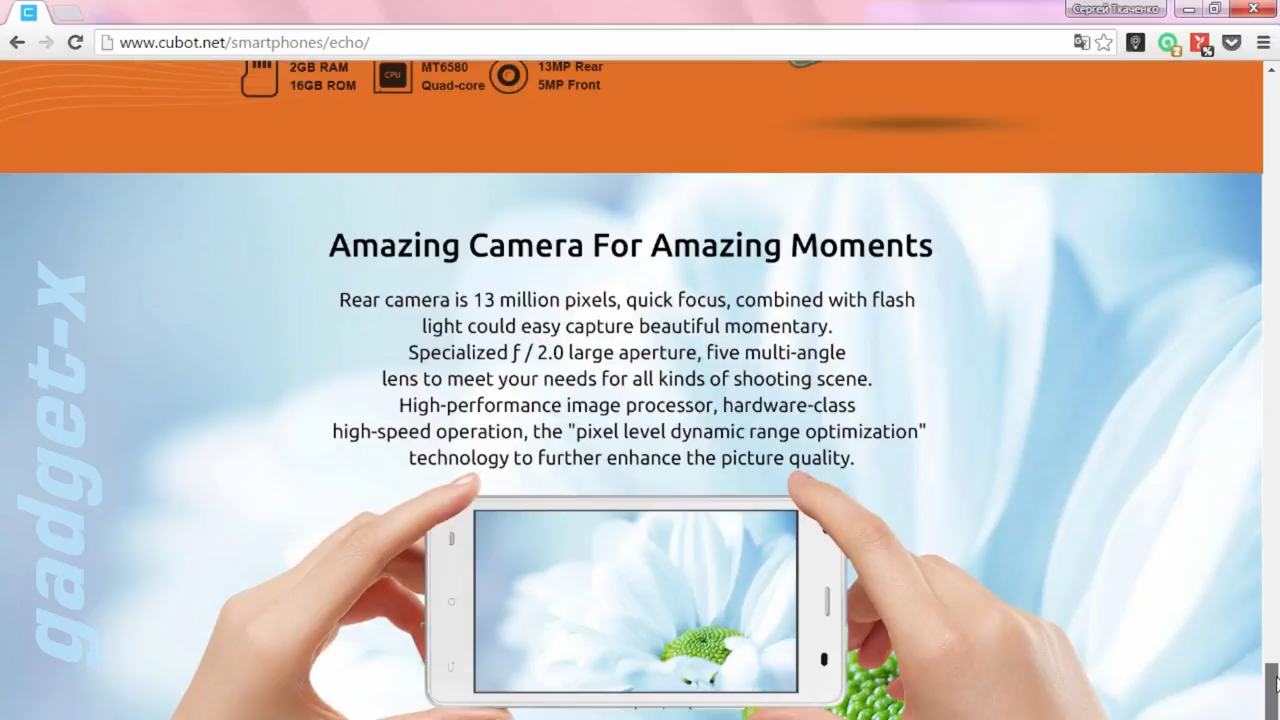 Сергей Ткаченко
www.cubot.net/smartphones/echo/
2GB RAM
16GB ROM
CPU
MT6580
Quad-core
13MP Rear
5MP Front
Amazing Camera For Amazing Moments
Rear camera is 13 million pixels, quick focus, combined with flash
light could easy capture beautiful momentary.
Specialized ƒ / 2.0 large aperture, five multi-angle
lens to meet your needs for all kinds of shooting scene.
High-performance image processor, hardware-class
high-speed operation, the "pixel level dynamic range optimization"
technology to further enhance the picture quality.
gadget-x